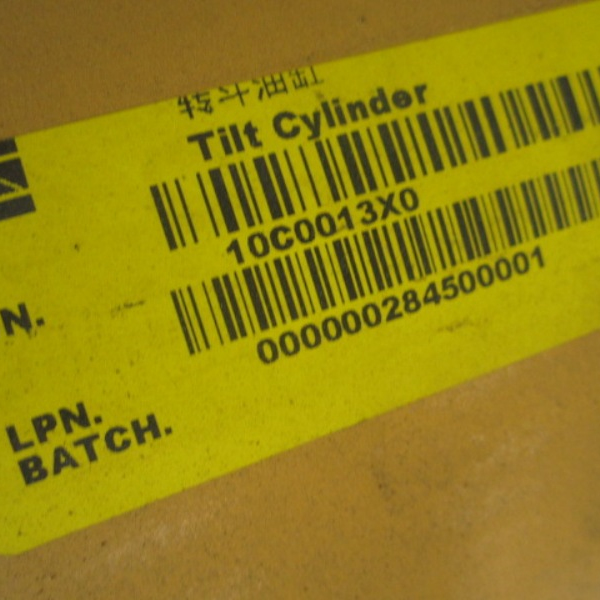 转斗油缸
Tilt Cylinder
10C0013X0
N.
000000284500001
LPN.
BATCH.